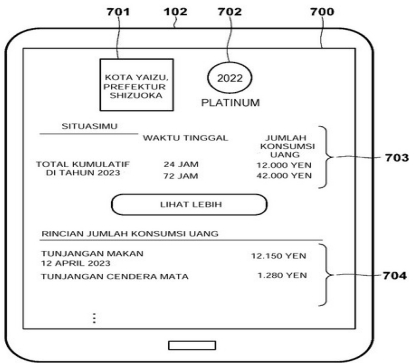 701
102
702
700
KOTA YAIZU,
PREFEKTUR
SHIZUOKA
2022
PLATINUM
SITUASIMU
WAKTU TINGGAL
JUMLAH
KONSUMSI
UANG
TOTAL KUMULATIF
DI TAHUN 2023
24 JAM
12.000 YEN
72 JAM
42.000 YEN
703
LIHAT LEBIH
RINCIAN JUMLAH KONSUMSI UANG
TUNJANGAN MAKAN
12 APRIL 2023
12.150 YEN
TUNJANGAN CENDERA MATA
1.280 YEN
704